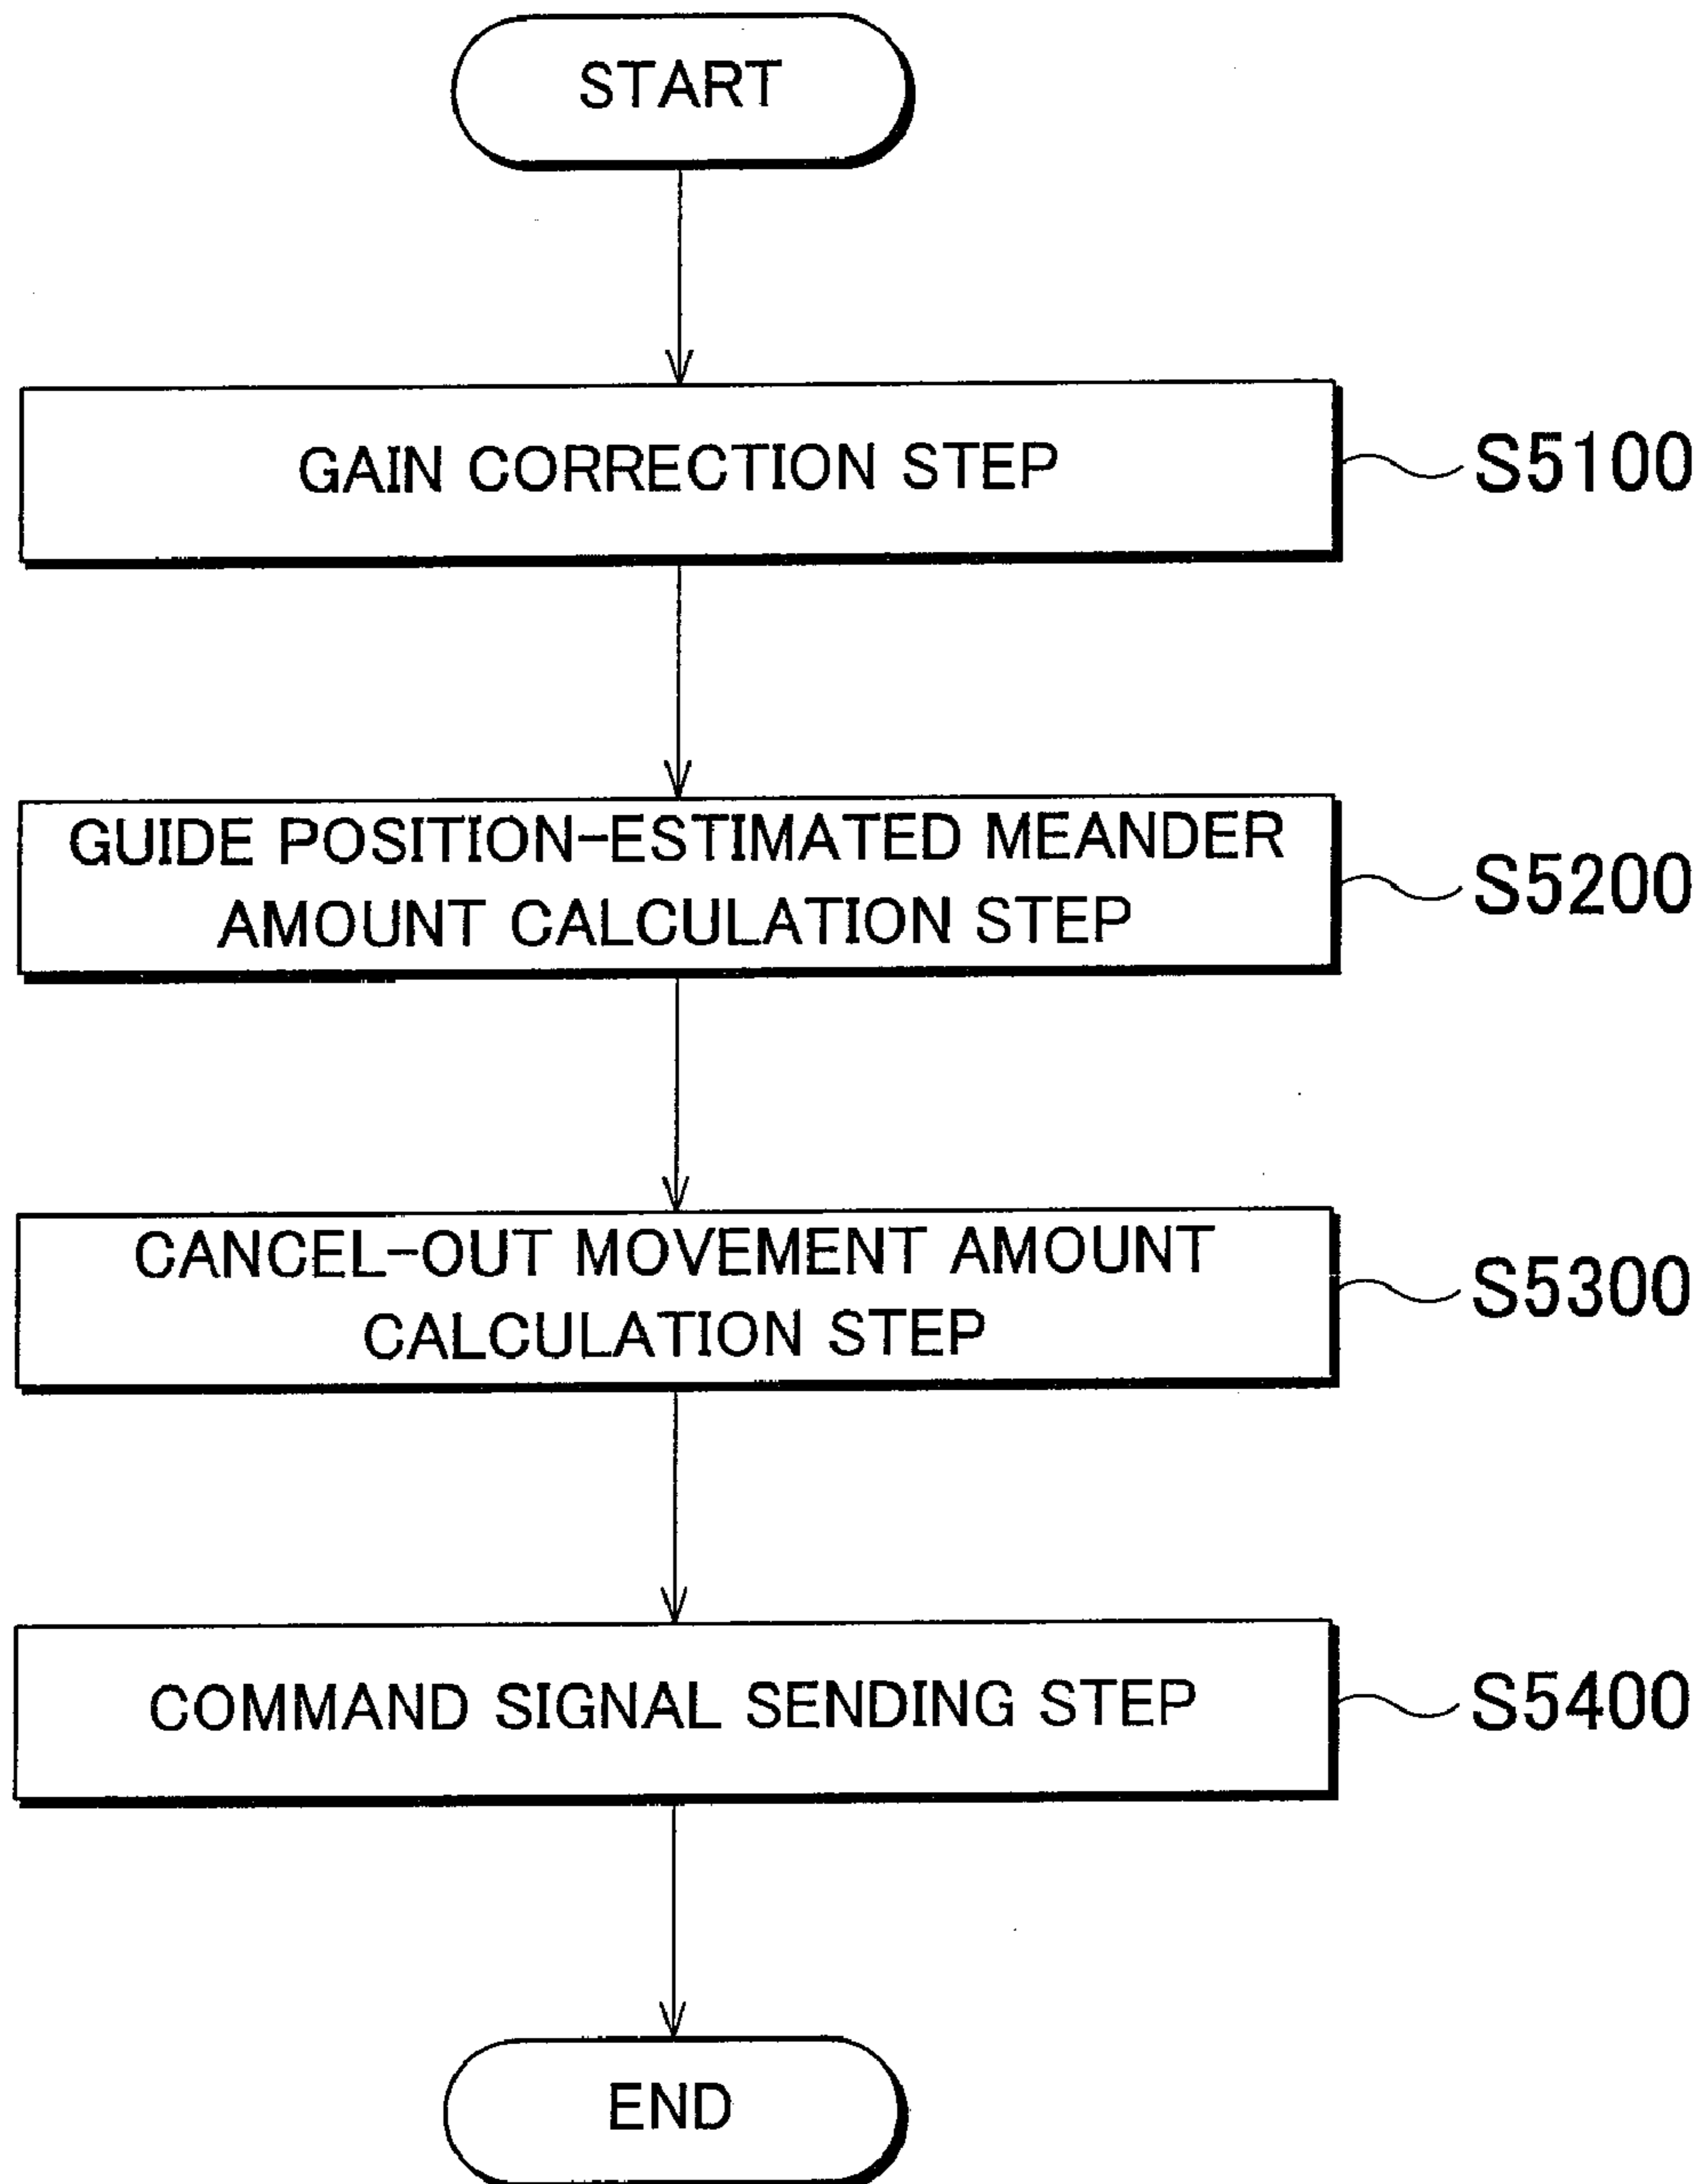 START
GAIN CORRECTION STEP
S5100
GUIDE POSITION-ESTIMATED MEANDER
AMOUNT CALCULATION STEP
S5200
CANCEL-OUT MOVEMENT AMOUNT
CALCULATION STEP
S5300
COMMAND SIGNAL SENDING STEP
S5400
END